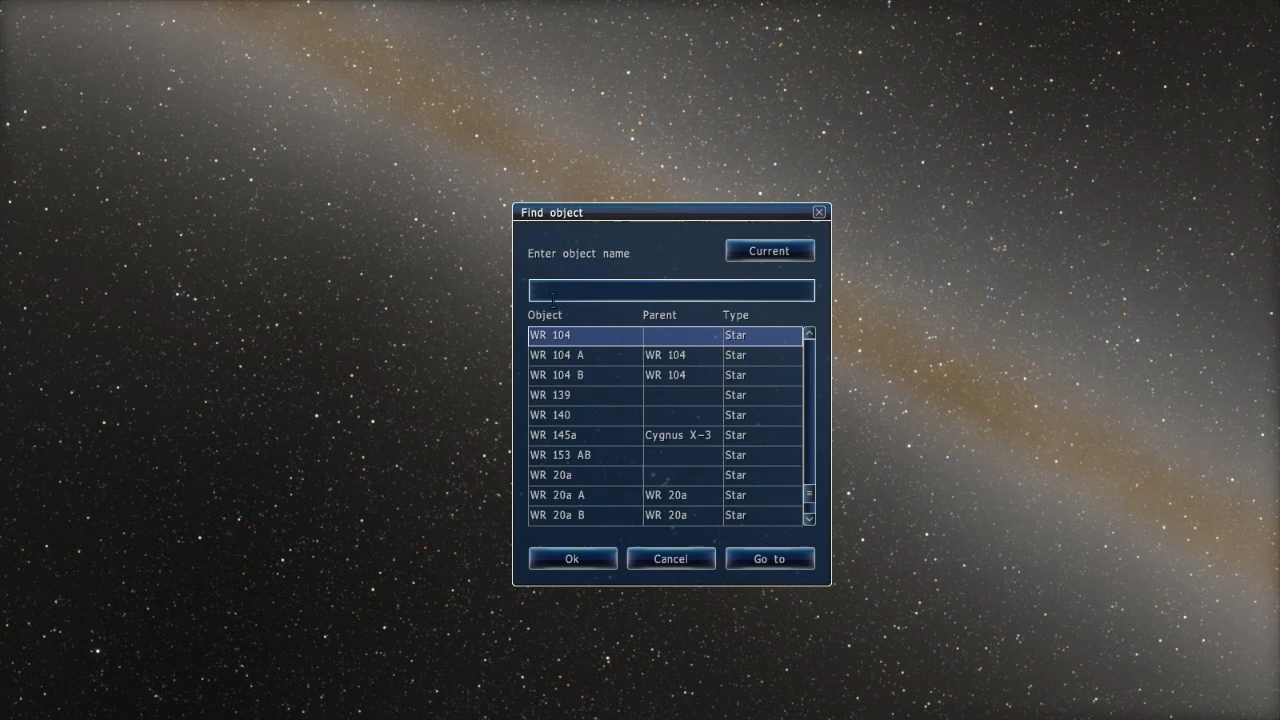 Find object
Enter object name Current
Object Parent Type
WR 104 Star
WR 104 A WR 104 Star
WR 104 B WR 104 Star
WR 139 Star
WR 140 Star
WR 145a Cygnus X-3 Star
WR 153 AB Star
WR 20a Star
WR 20a A WR 20a Star
WR 20a B WR 20a Star
Ok Cancel Go to